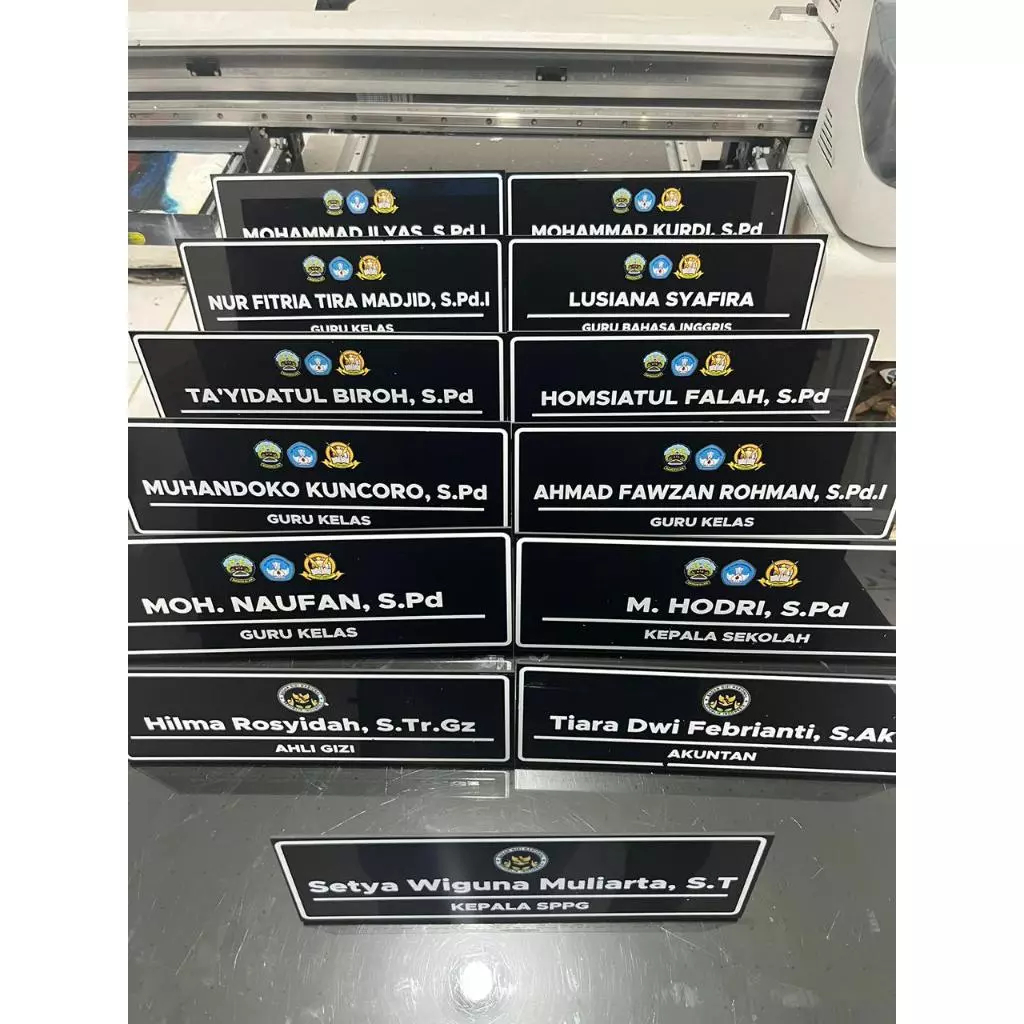 MOHAMMAD ILYAS, S.Pd.I
MOHAMMAD KURDI, S.Pd
NUR FITRIA TIRA MADJID, S.Pd.I
GURU KELAS
LUSIANA SYAFIRA
GURU BAHASA INGGRIS
TA'YIDATUL BIROH, S.Pd
HOMSIATUL FALAH, S.Pd
MUHANDOKO KUNCORO, S.Pd
GURU KELAS
AHMAD FAWZAN ROHMAN, S.Pd.I
GURU KELAS
MOH. NAUFAN, S.Pd
GURU KELAS
M. HODRI, S.Pd
KEPALA SEKOLAH
Hilma Rosyidah, S.Tr.Gz
AHLI GIZI
Tiara Dwi Febrianti, S.Ak
AKUNTAN
Setya Wiguna Muliarta, S.T
KEPALA SPPG